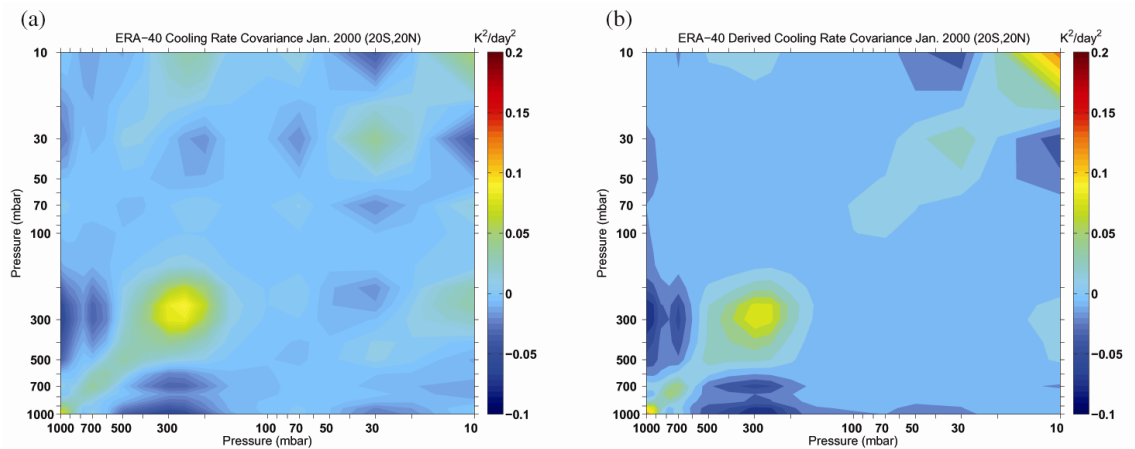 (a)
ERA−40 Cooling Rate Covariance Jan. 2000 (20S,20N)
K²/day²
10
30
50
70
100
300
500
700
1000
Pressure (mbar)
1000 700 500 300 100 70 50 30 10
Pressure (mbar)
0.2
0.15
0.1
0.05
0
−0.05
−0.1
(b)
ERA−40 Derived Cooling Rate Covariance Jan. 2000 (20S,20N)
K²/day²
10
30
50
70
100
300
500
700
1000
Pressure (mbar)
1000 700 500 300 100 70 50 30 10
Pressure (mbar)
0.2
0.15
0.1
0.05
0
−0.05
−0.1